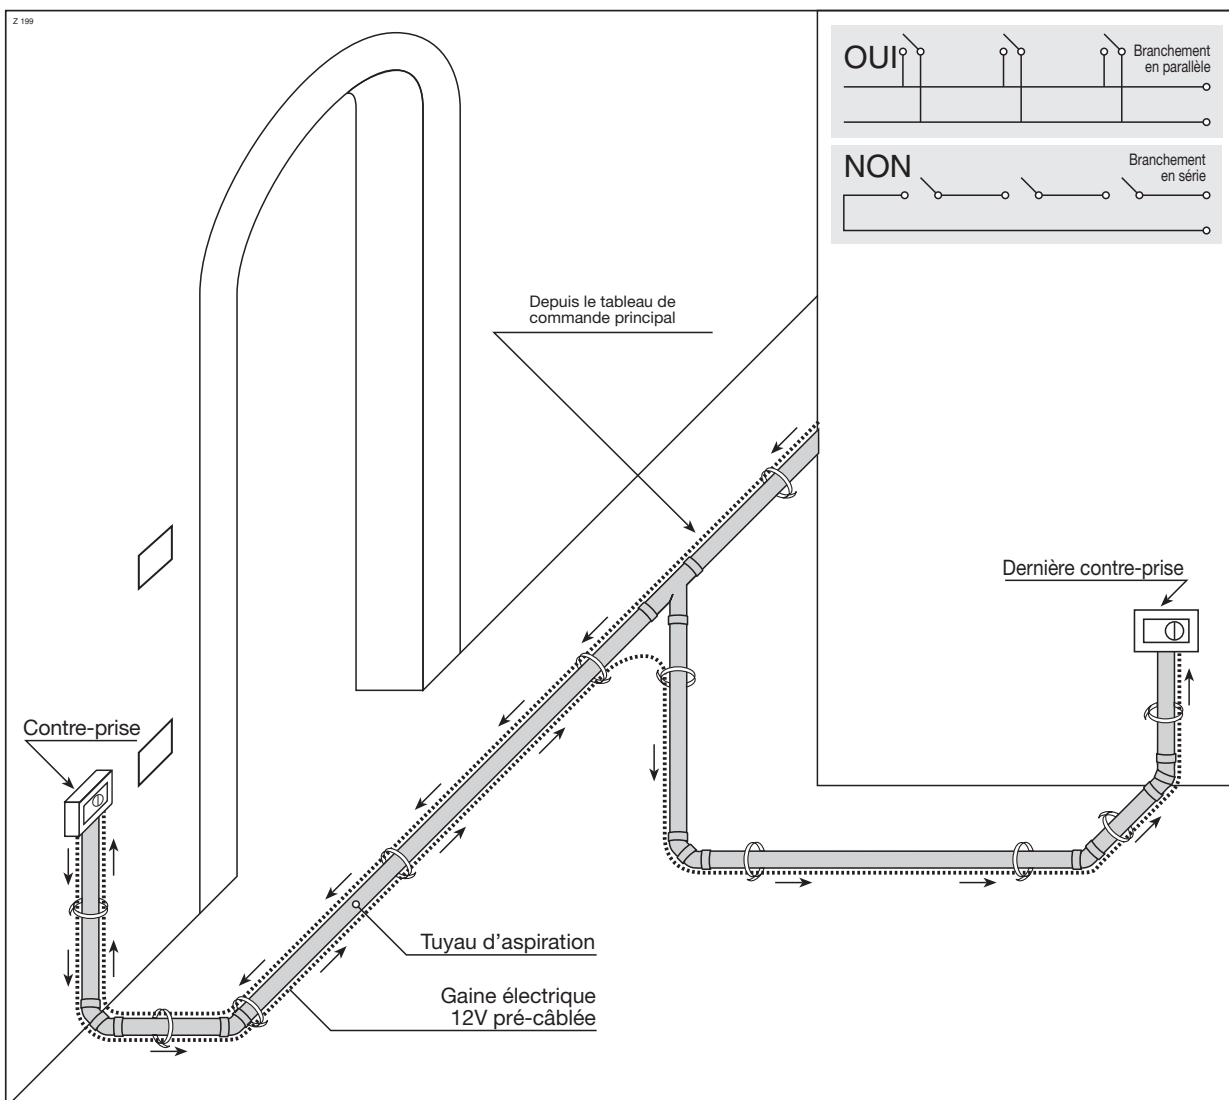 Z 199
OUI
Branchement
en parallèle
NON
Branchement
en série
Depuis le tableau de
commande principal
Dernière contre-prise
Contre-prise
Tuyau d’aspiration
Gaine électrique
12V pré-câblée